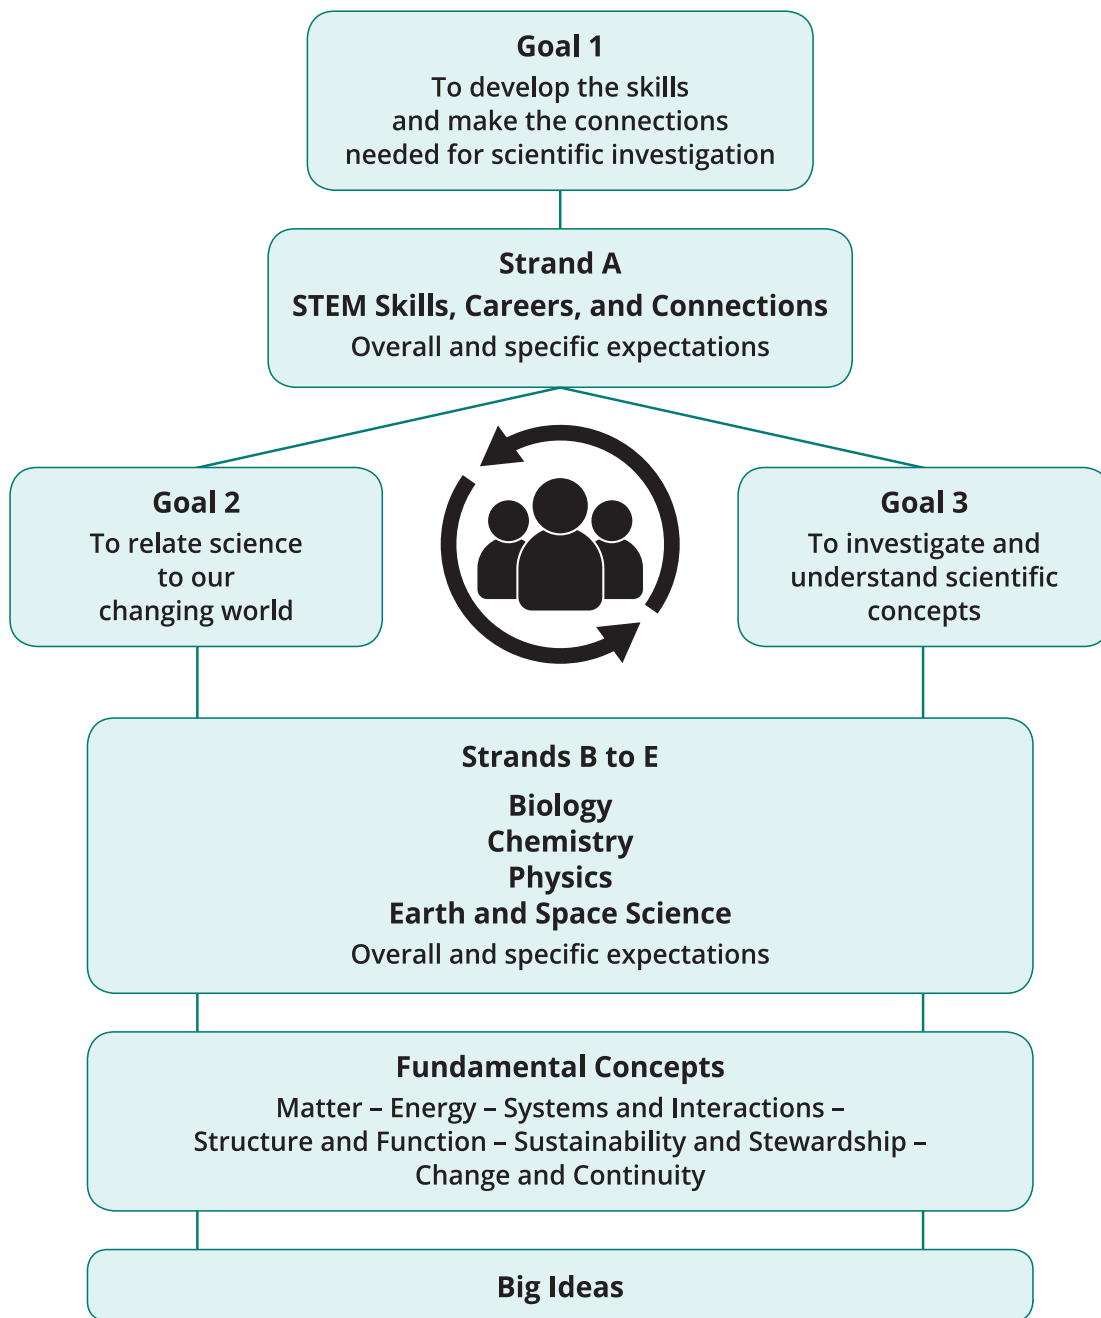 Goal 1
To develop the skills
and make the connections
needed for scientific investigation
Strand A
STEM Skills, Careers, and Connections
Overall and specific expectations
Goal 2
To relate science
to our
changing world
Goal 3
To investigate and
understand scientific
concepts
Strands B to E
Biology
Chemistry
Physics
Earth and Space Science
Overall and specific expectations
Fundamental Concepts
Matter – Energy – Systems and Interactions –
Structure and Function – Sustainability and Stewardship –
Change and Continuity
Big Ideas